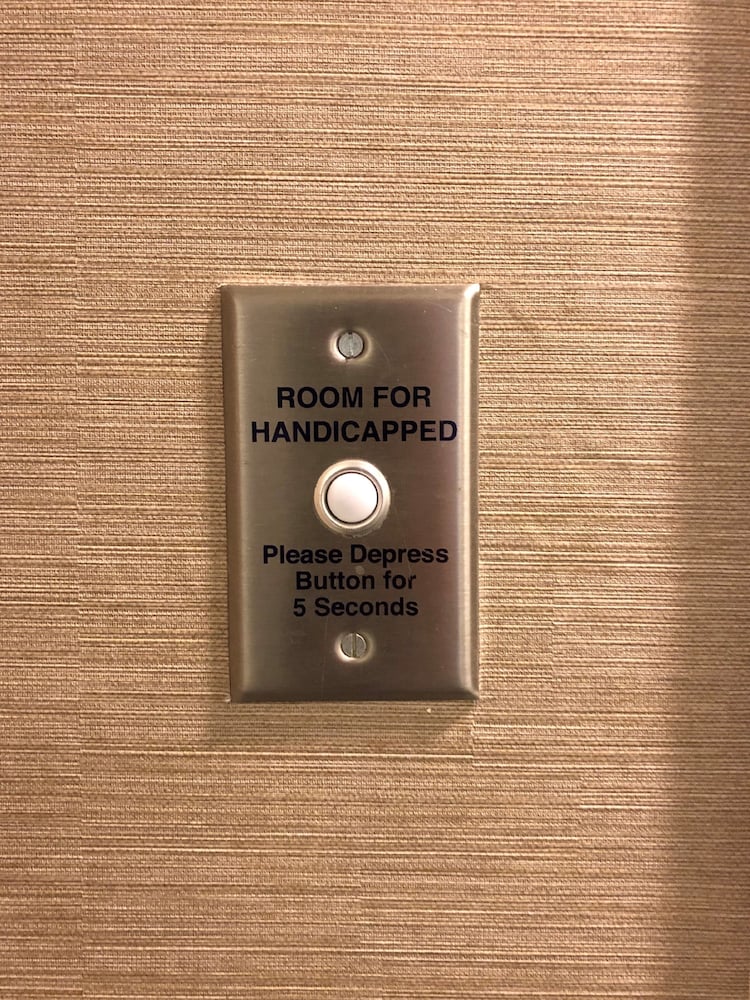 ROOM FOR
HANDICAPPED
Please Depress
Button for
5 Seconds